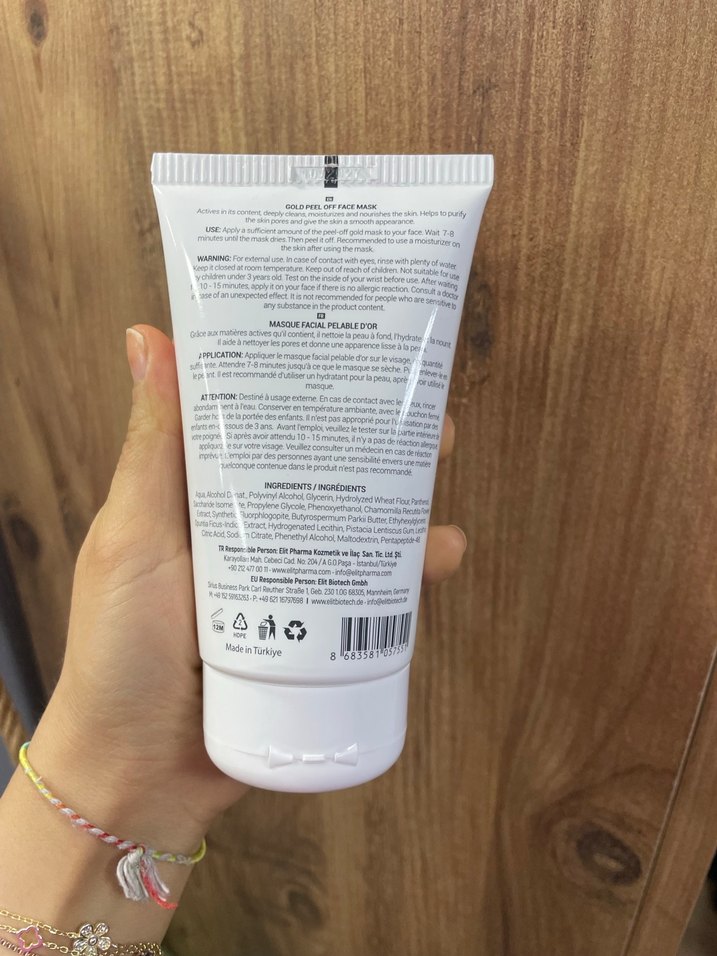 EN
GOLD PEEL OFF FACE MASK
Actives in its content, deeply cleans, moisturizes and nourishes the skin. Helps to purify
the skin pores and give the skin a smooth appearance.
USE: Apply a sufficient amount of the peel-off gold mask to your face. Wait 7-8
minutes until the mask dries. Then peel it off. Recommended to use a moisturizer on
the skin after using the mask.
WARNING: For external use. In case of contact with eyes, rinse with plenty of water.
Keep it closed at room temperature. Keep out of reach of children. Not suitable for use
by children under 3 years old. Test on the inside of your wrist before use. After waiting
for 10 - 15 minutes, apply it on your face if there is no allergic reaction. Consult a doctor
in case of an unexpected effect. It is not recommended for people who are sensitive to
any substance in the product content.
FR
MASQUE FACIAL PELABLE D'OR
Grâce aux matières actives qu'il contient, il nettoie la peau à fond, l'hydrate et la nourit.
Il aide à nettoyer les pores et donne une apparence lisse à la peau.
APPLICATION: Appliquer le masque facial pelable d'or sur le visage, quantité
suffisante. Attendre 7-8 minutes jusqu'à ce que le masque se sèche. Puis enlever-le en
le pelant. Il est recommandé d'utiliser un hydratant pour la peau, après avoir utilisé le
masque.
ATTENTION: Destiné à usage externe. En cas de contact avec les yeux, rincer
abondamment à l'eau. Conserver en température ambiante, avec le bouchon fermé.
Garder hors de la portée des enfants. Il n'est pas approprié pour l'utilisation par des
enfants en dessous de 3 ans. Avant l'emploi, veuillez le tester sur la partie intérieure de
votre poignet. Si après avoir attendu 10 - 15 minutes, il n'y a pas de réaction allergique,
appliquez le sur votre visage. Veuillez consulter un médecin en cas de réaction
imprévue. L'emploi par des personnes ayant une sensibilité envers une matière
quelconque contenue dans le produit n'est pas recommandé.
INGREDIENTS / INGRÉDIENTS
Aqua, Alcohol Denat., Polyvinyl Alcohol, Glycerin, Hydrolyzed Wheat Flour, Panthenol,
Saccharide Isomerate, Propylene Glycole, Phenoxyethanol, Chamomilla Recutita Flower
Extract, Synthetic Fluorphlogopite, Butyrospermum Parkii Butter, Ethylhexylglycerin,
Opuntia Ficus-Indica Extract, Hydrogenated Lecithin, Pistacia Lentiscus Gum, Lecithin,
Citric Acid, Sodium Citrate, Phenethyl Alcohol, Maltodextrin, Pentapeptide-48
TR Responsible Person: Elit Pharma Kozmetik ve İlaç San. Tic. Ltd. Şti.
Karayolları Mah. Cebeci Cad. No: 204 / A G.O.Paşa - İstanbul/Türkiye
+90 212 477 00 11 - www.elitpharma.com - info@elitpharma.com
EU Responsible Person: Elit Biotech Gmbh
Sirius Business Park Carl Reuther Straße 1, Geb. 230 1.OG 68305, Mannheim, Germany
M: +49 152 59163263 - P: +49 621 16797698 | www.elitbiotech.de - info@elitbiotech.de
12M
2
HDPE
Made in Türkiye
8 683581 057551